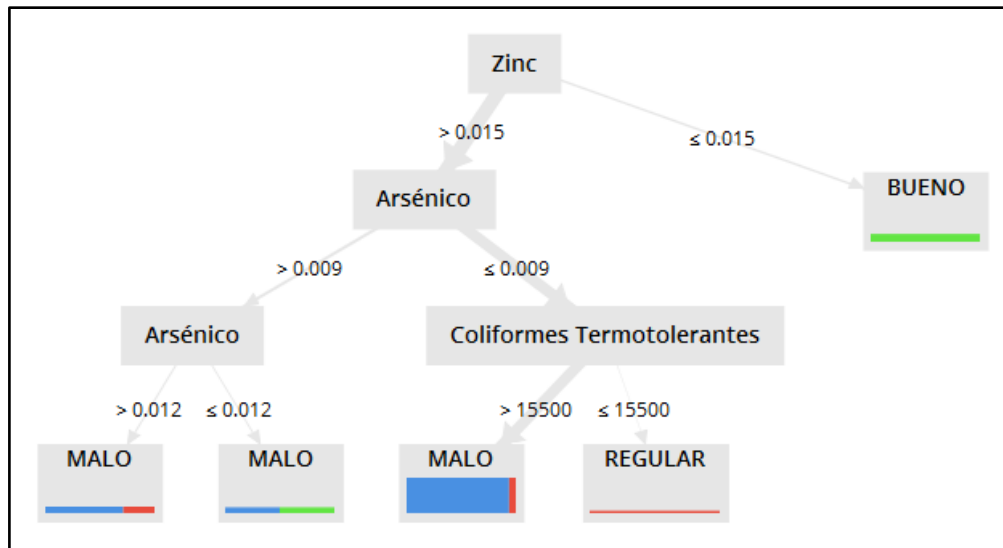 Zinc
> 0.015
≤ 0.015
Arsénico
BUENO
> 0.009
≤ 0.009
Arsénico
Coliformes Termotolerantes
> 0.012
≤ 0.012
> 15500
≤ 15500
MALO
MALO
MALO
REGULAR